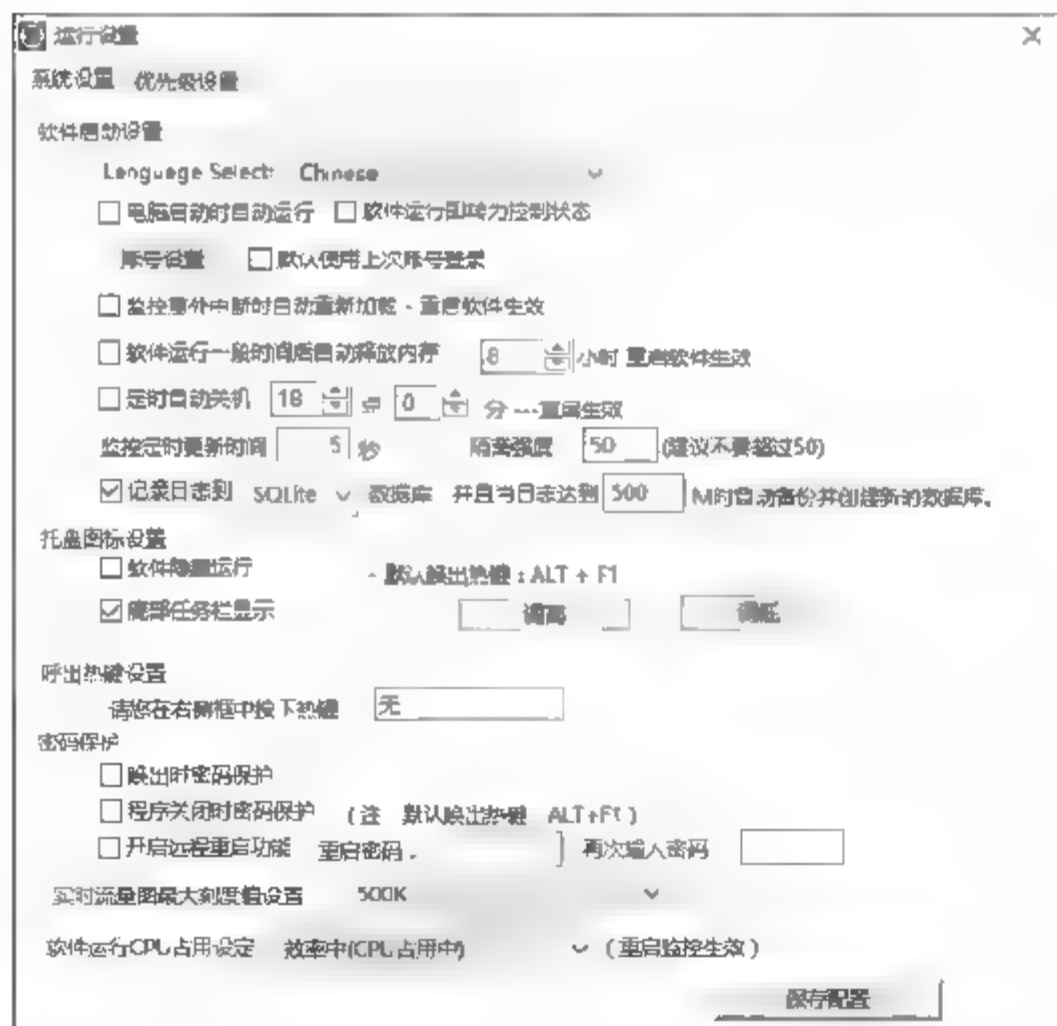 运行设置
系统设置 优先级设置
软件启动设置
Language Select: Chinese
电脑启动时自动运行 软件运行即转为控制状态
账号设置 默认使用上次账号登录
监控意外中断时自动重新加载 - 重启软件生效
软件运行一段时间后自动释放内存 8 小时 重启软件生效
定时自动关机 18 点 0 分 --- 重启生效
监控定时更新时间 5 秒 隔离强度 50 (建议不要超过50)
记录日志到 SQLite 数据库 并且当日志达到 500 M时自动备份并创建新的数据库。
托盘图标设置
软件隐藏运行 - 默认唤出热键:ALT + F1
底部任务栏显示 调高 调低
呼出热键设置
请您在右侧框中按下热键 无
密码保护
唤出时密码保护
程序关闭时密码保护 (注 默认唤出热键 ALT+F1)
开启远程重启功能 重启密码 再次输入密码
实时流量图最大刻度值设置 500K
软件运行CPU占用设定 效率中(CPU占用中) (重启监控生效)
保存配置